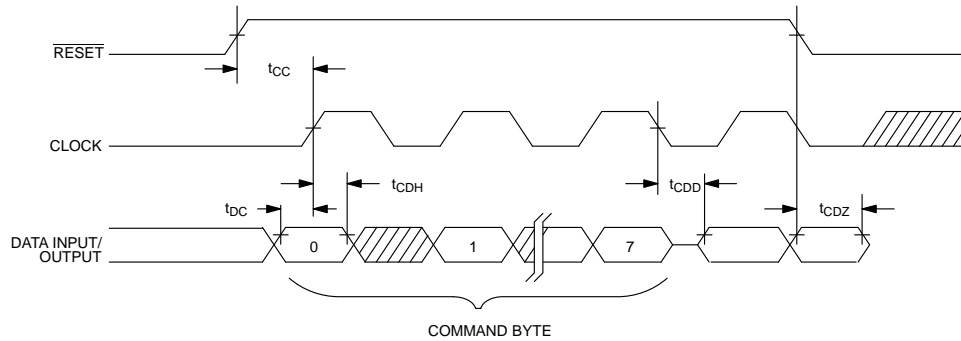 RESET
tCC
CLOCK
tCDH
tCDD
tDC
tCDZ
DATA INPUT/
OUTPUT
0
1
7
COMMAND BYTE